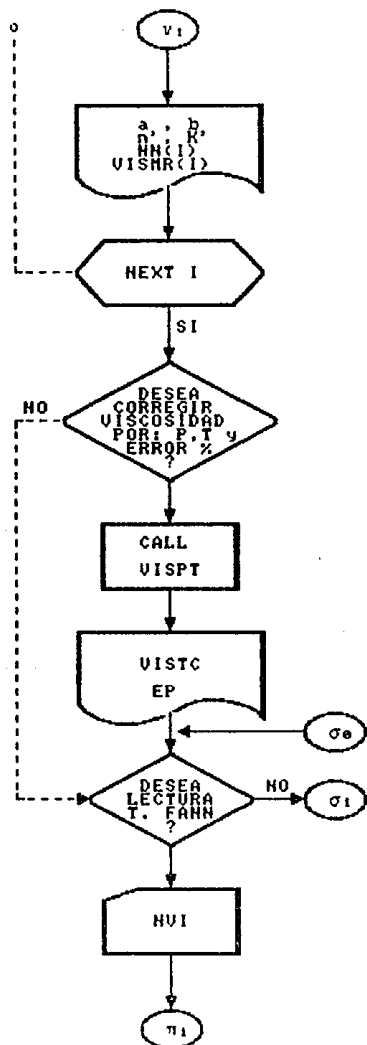 ν1
a, b
n', K'
NN(I)
VISMR(I)
NEXT I
SI
NO
DESEA
CORREGIR
VISCOSIDAD
POR: P,T y
ERROR %
?
CALL
VISPT
VISTC
EP
σe
DESEA
LECTURA
T. FANN
?
NO
σ1
NVI
π1